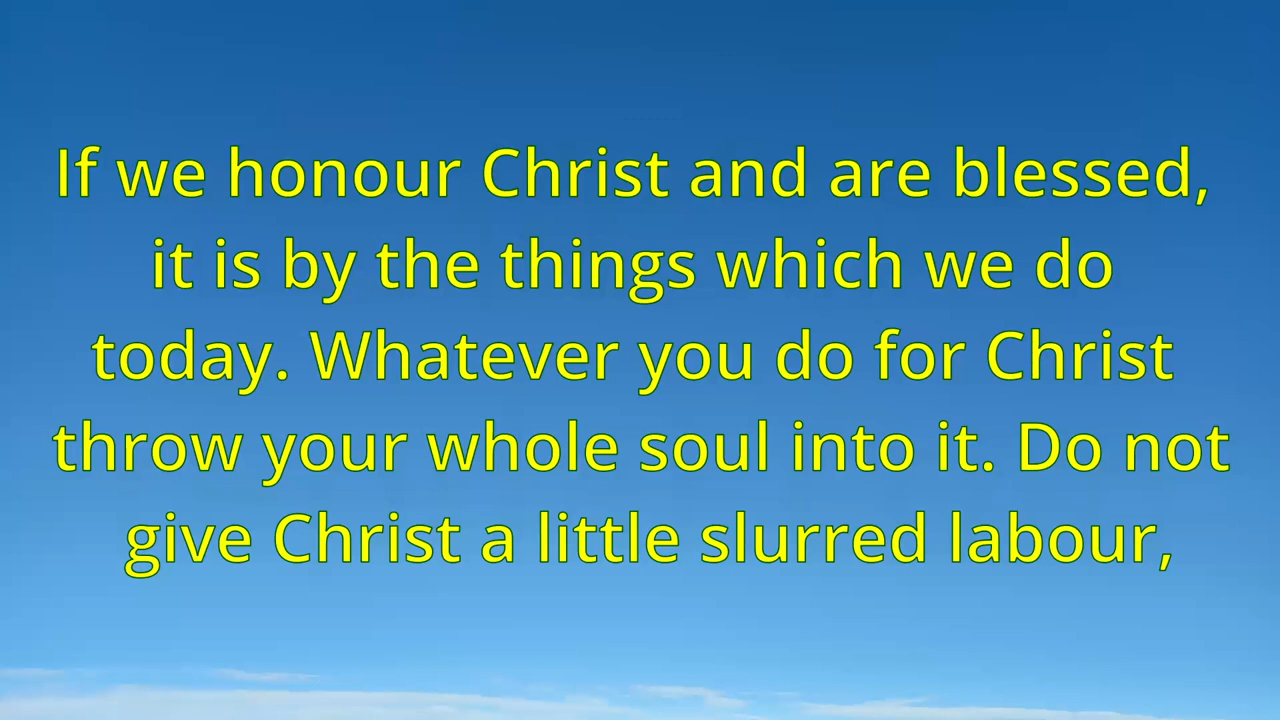 If we honour Christ and are blessed,
it is by the things which we do
today. Whatever you do for Christ
throw your whole soul into it. Do not
give Christ a little slurred labour,